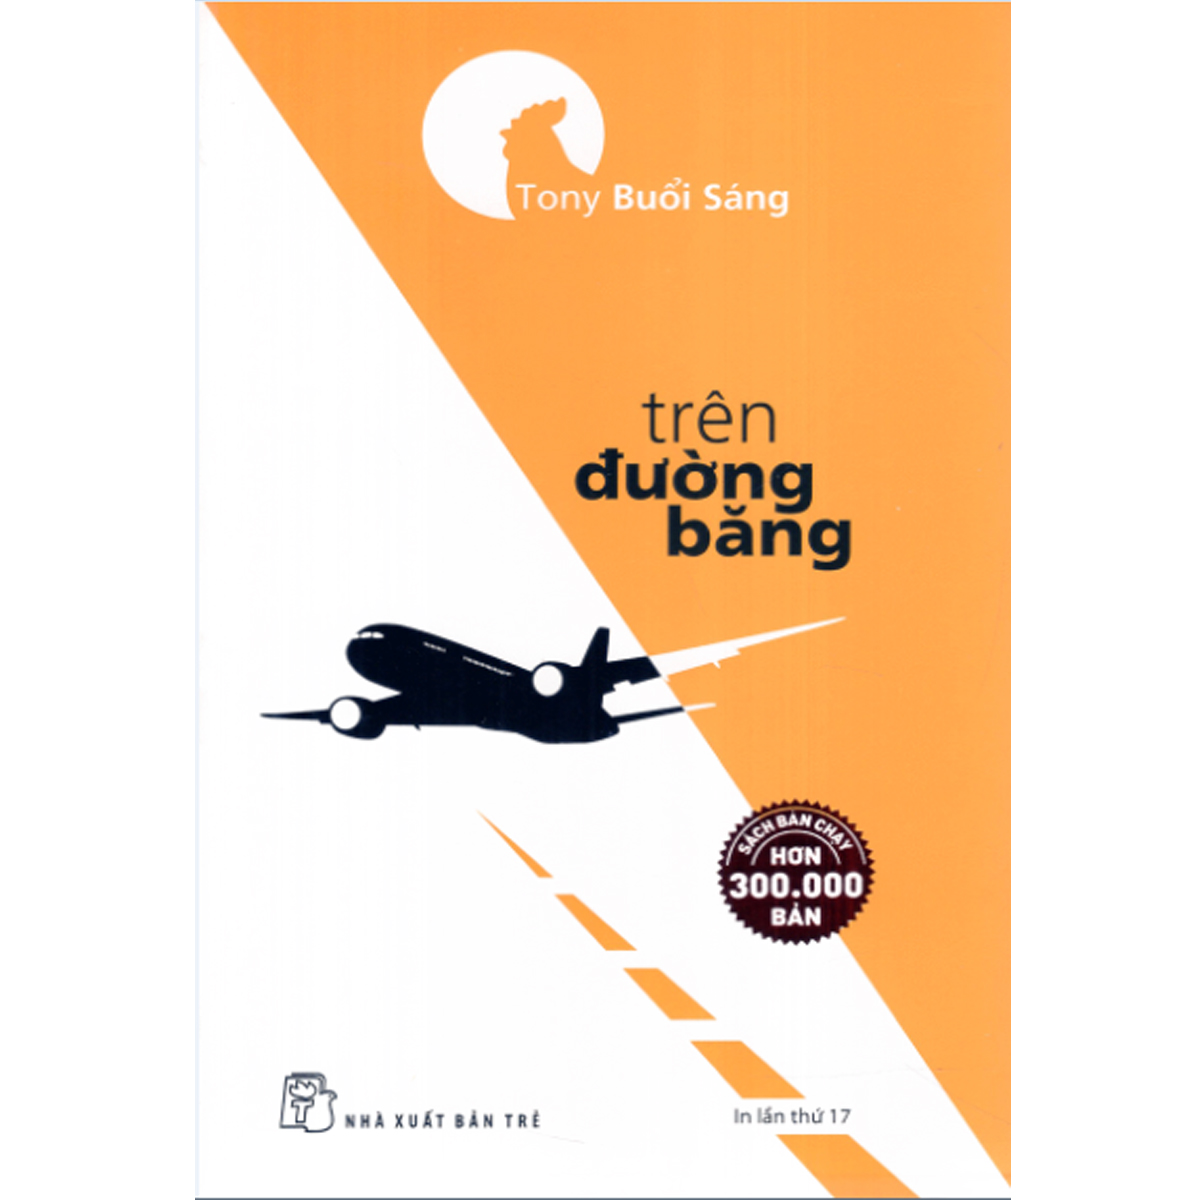 Tony Buổi Sáng
trên
đường
băng
SÁCH BÁN CHẠY
HƠN
300.000
BẢN
NHÀ XUẤT BẢN TRẺ
In lần thứ 17